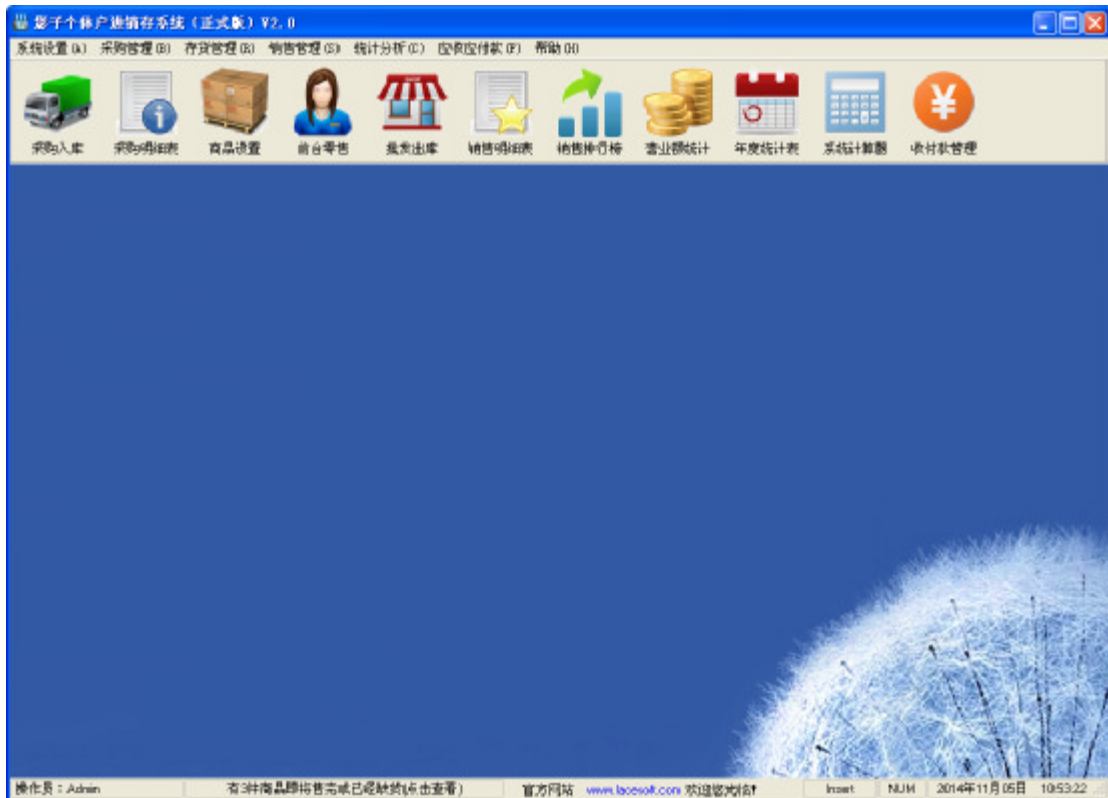 影子个体户进销存系统（正式版）V2.0
系统设置(A) 采购管理(B) 存货管理(R) 销售管理(S) 统计分析(C) 应收应付款(F) 帮助(H)
采购入库 采购明细表 商品设置 前台零售 批发出库 销售明细表 销售排行榜 营业额统计 年度统计表 系统计算器 收付款管理
操作员：Admin 有3件商品即将售完或已经缺货(点击查看) 官方网站 www.lacesoft.com 欢迎您光临! Insert NUM 2014年11月05日 10:53:22